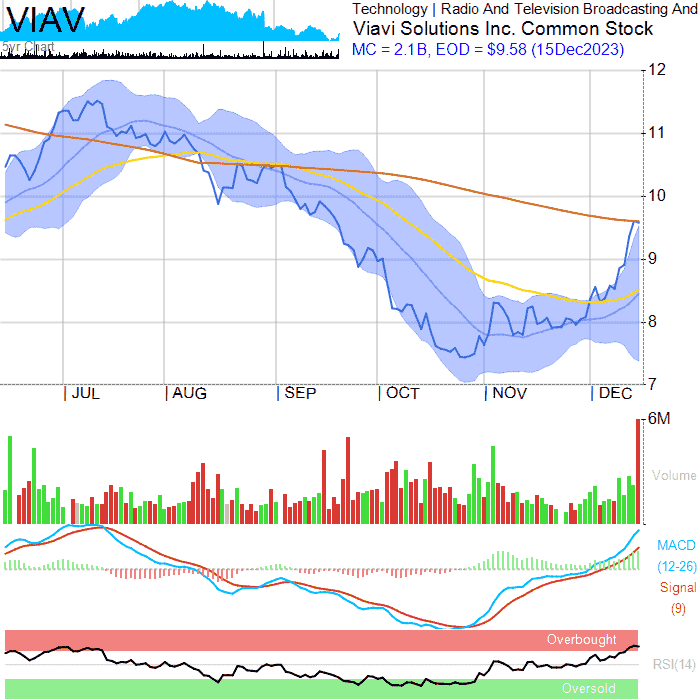 VIAV
5yr Chart
Technology | Radio And Television Broadcasting And
Viavi Solutions Inc. Common Stock
MC = 2.1B, EOD = $9.58 (15Dec2023)
12
11
10
9
8
7
JUL AUG SEP OCT NOV DEC
6M
Volume
MACD
(12-26)
Signal
(9)
Overbought
RSI(14)
Oversold